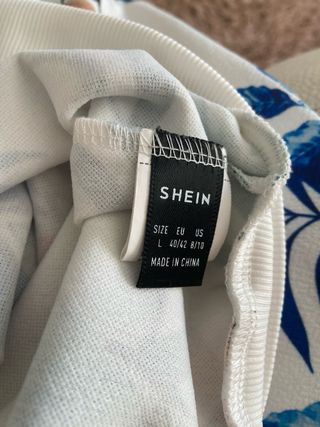 SHEIN
SIZE EU US
L 40/42 8/10
MADE IN CHINA